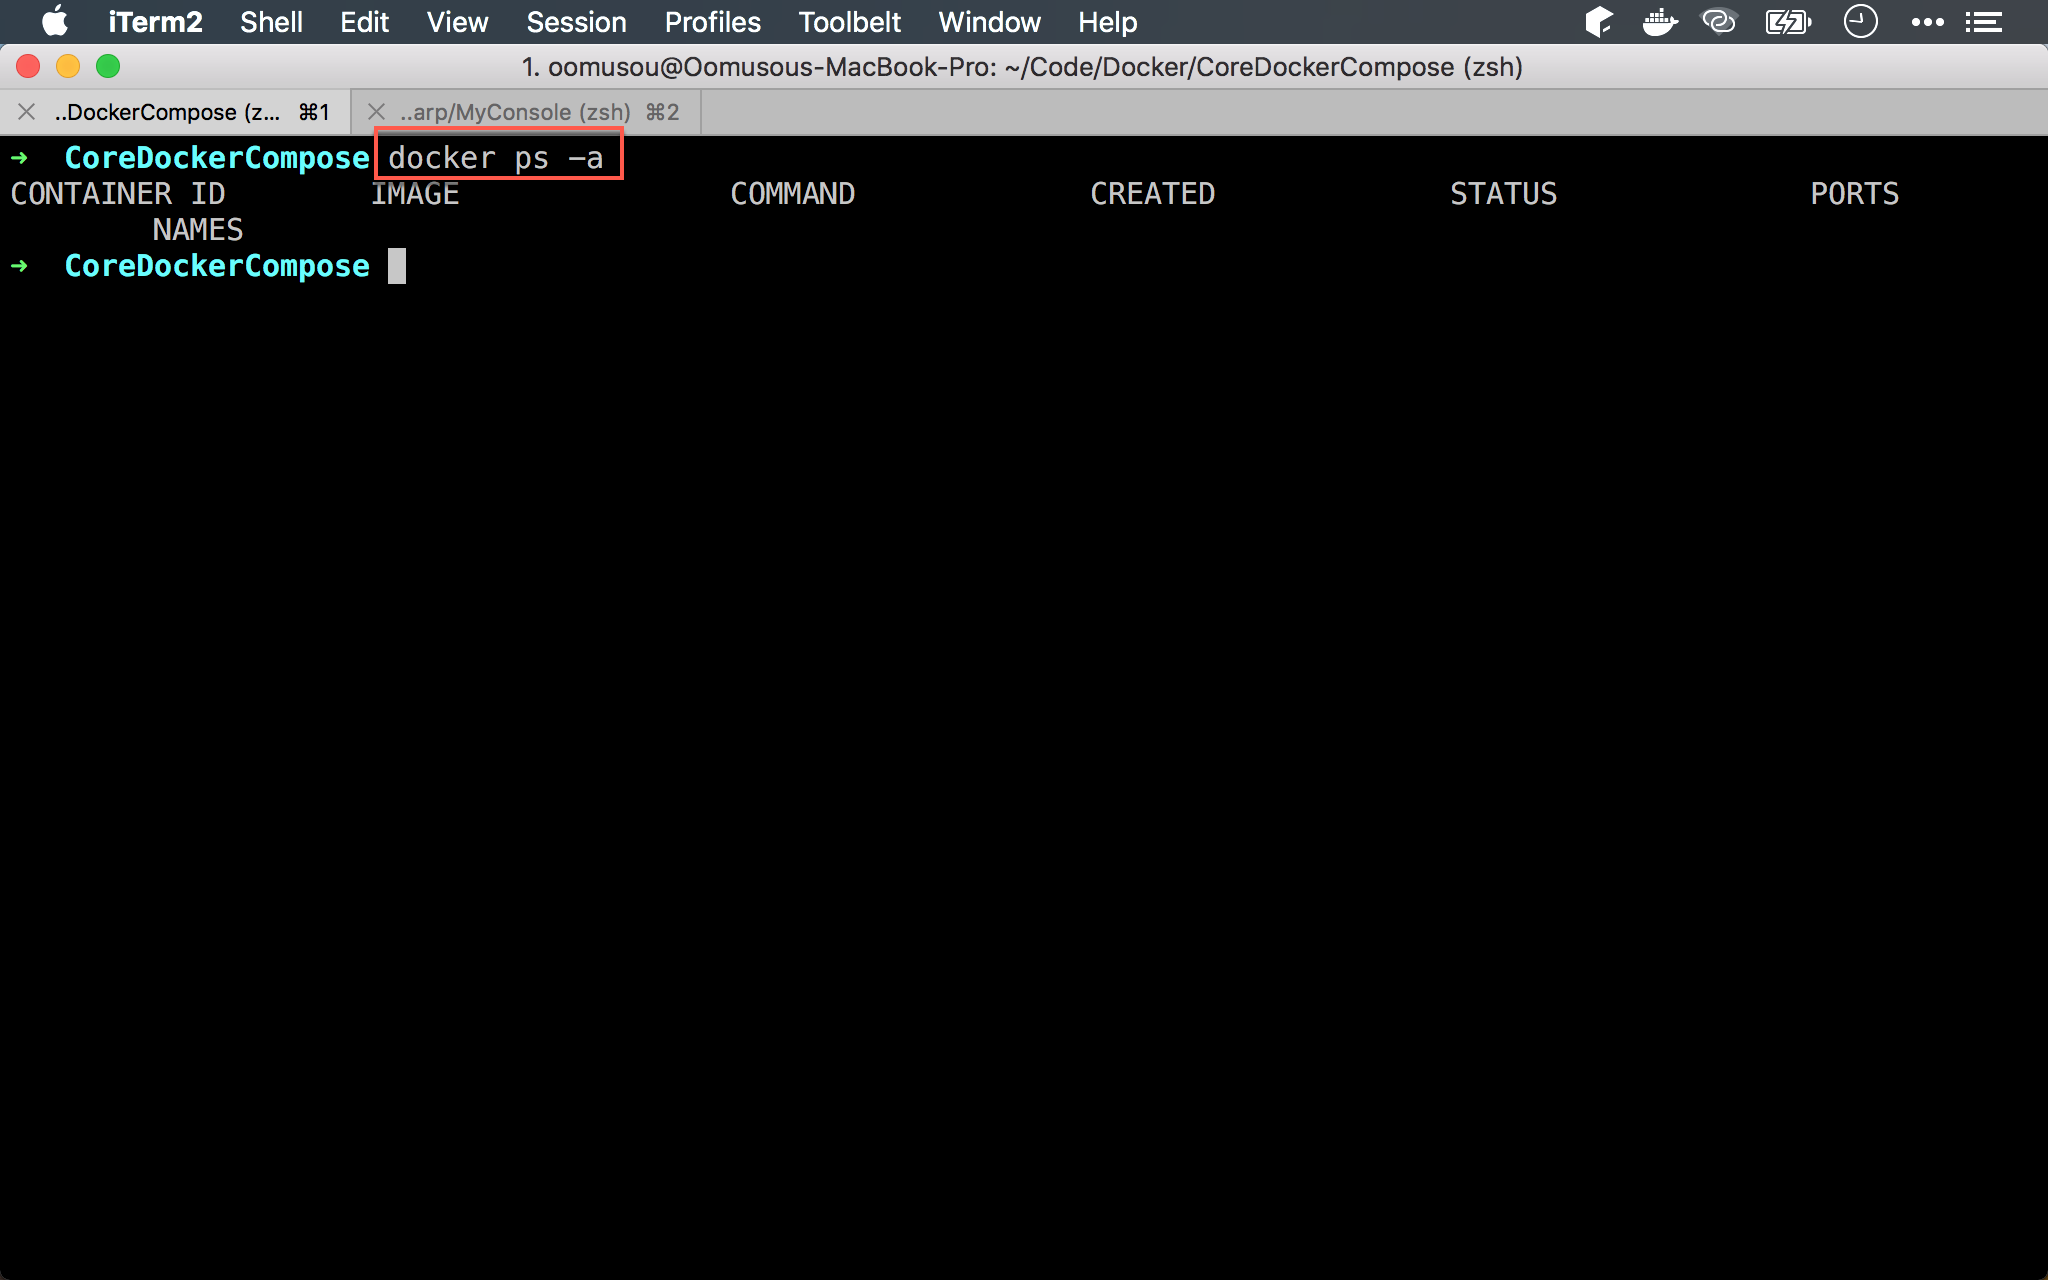 iTerm2 Shell Edit View Session Profiles Toolbelt Window Help
1. oomusou@Oomusous-MacBook-Pro: ~/Code/Docker/CoreDockerCompose (zsh)
..DockerCompose (z... ⌘1 ..arp/MyConsole (zsh) ⌘2
➜ CoreDockerCompose docker ps -a
CONTAINER ID IMAGE COMMAND CREATED STATUS PORTS
NAMES
➜ CoreDockerCompose